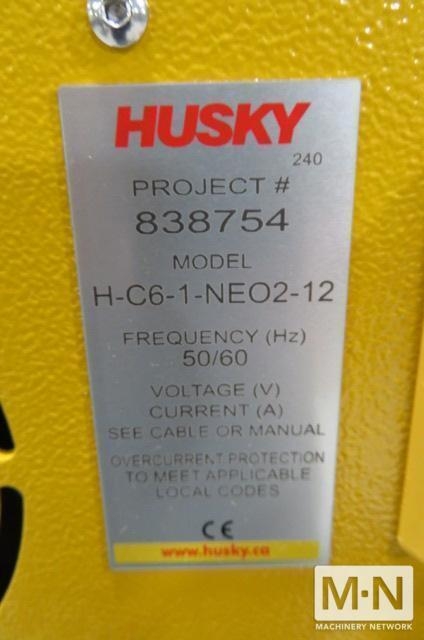 HUSKY
240
PROJECT #
838754
MODEL
H-C6-1-NEO2-12
FREQUENCY (Hz)
50/60
VOLTAGE (V)
CURRENT (A)
SEE CABLE OR MANUAL
OVERCURRENT PROTECTION
TO MEET APPLICABLE
LOCAL CODES
CE
www.husky.ca
M·N
MACHINERY NETWORK